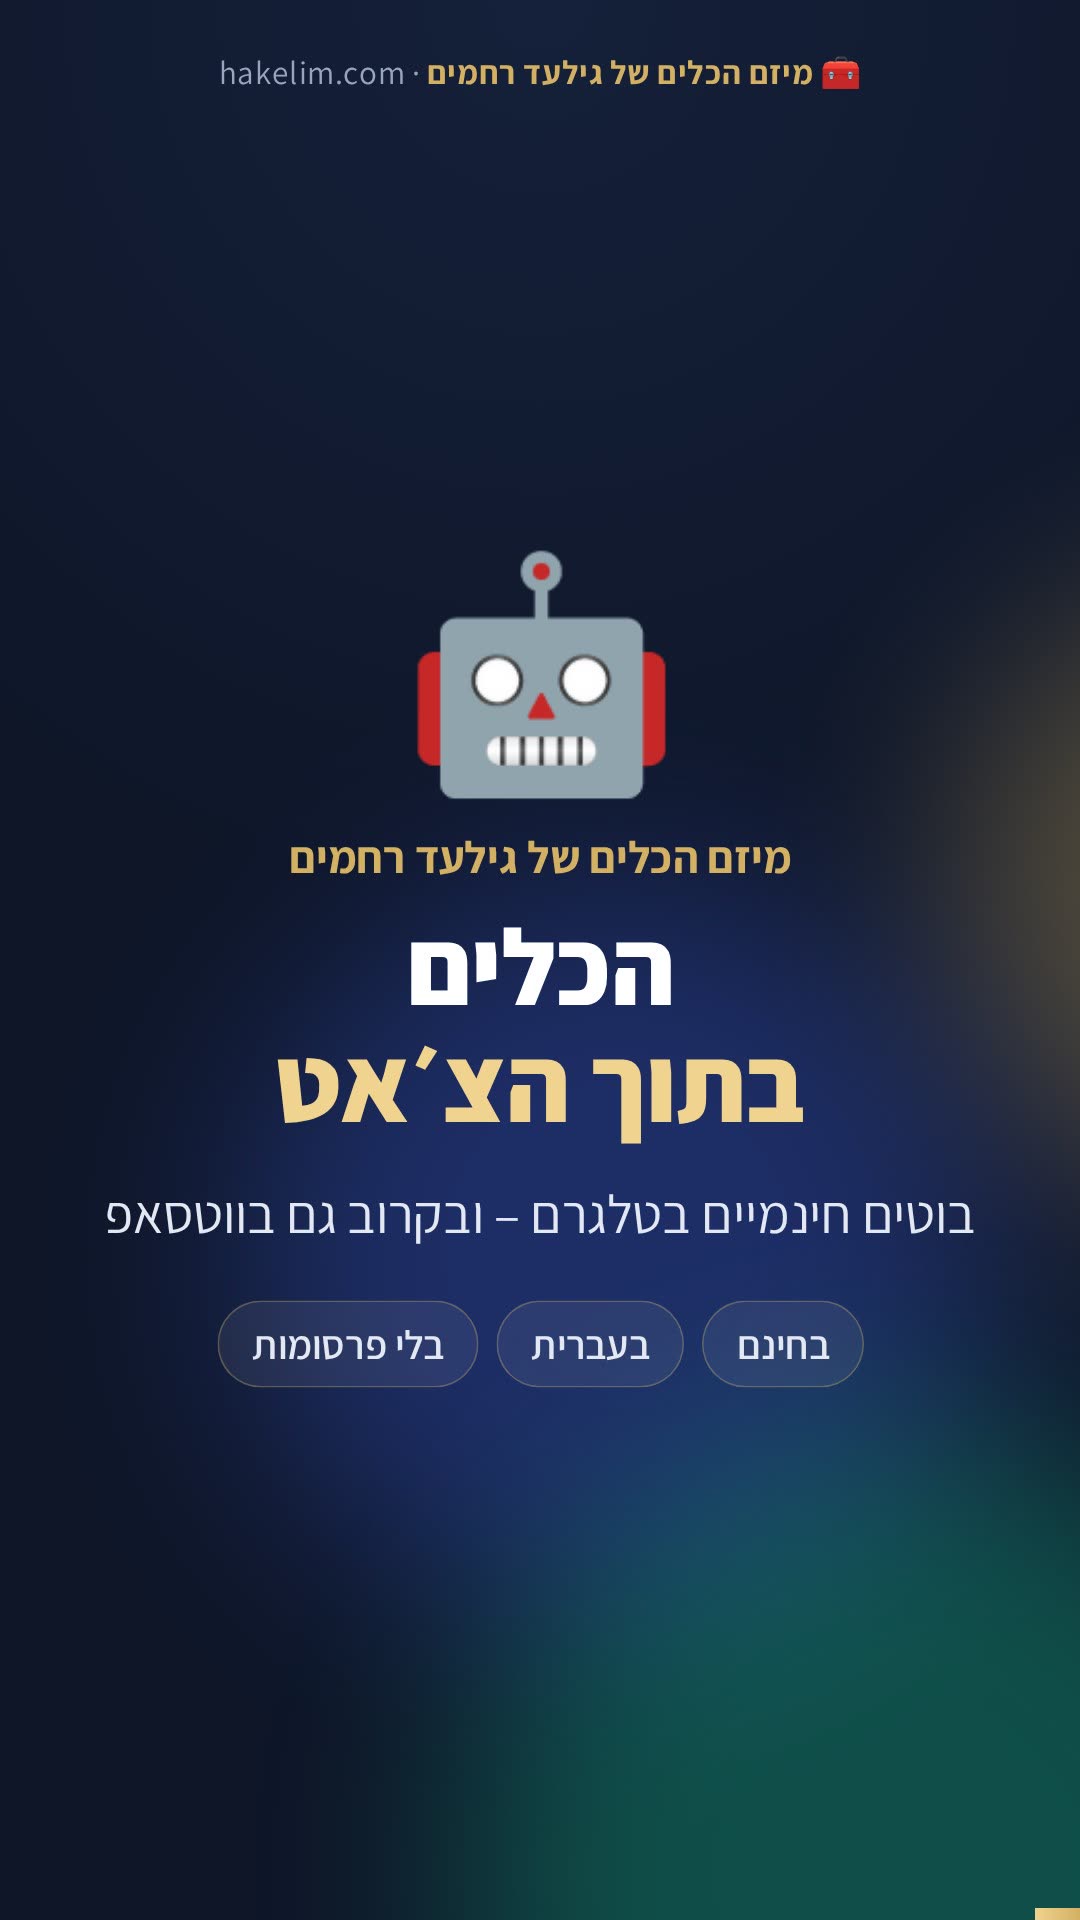 🧰 מיזם הכלים של גילעד רחמים · hakelim.com
מיזם הכלים של גילעד רחמים
הכלים
בתוך הצ׳אט
בוטים חינמיים בטלגרם – ובקרוב גם בווטסאפ
בחינם
בעברית
בלי פרסומות